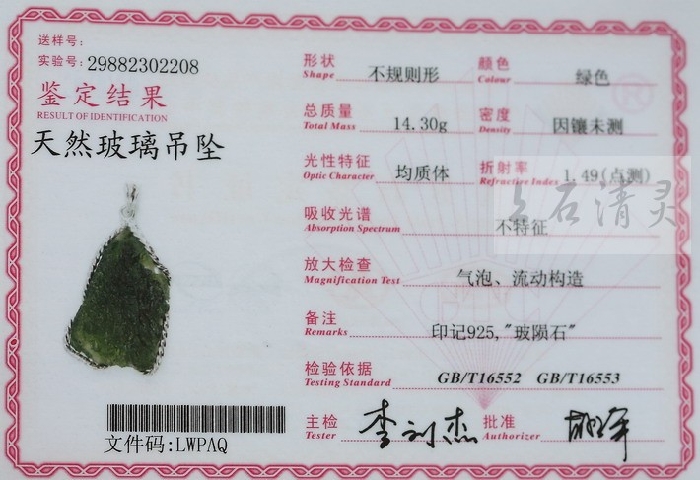 送样号:
实验号: 29882302208
鉴定结果
RESULT OF IDENTIFICATION
天然玻璃吊坠
文件码:LWPAQ
形状 不规则形 颜色 绿色
Shape Colour
总质量 14.30g 密度 因镶未测
Total Mass Density
光性特征 均质体 折射率 1.49(点测)
Optic Character Refractive Index
吸收光谱 不特征
Absorption Spectrum
放大检查 气泡、流动构造
Magnification Test
备注 印记925,"玻陨石"
Remarks
检验依据 GB/T16552 GB/T16553
Testing Standard
主检 李刘杰 批准
Tester Authorizer
石清灵
®